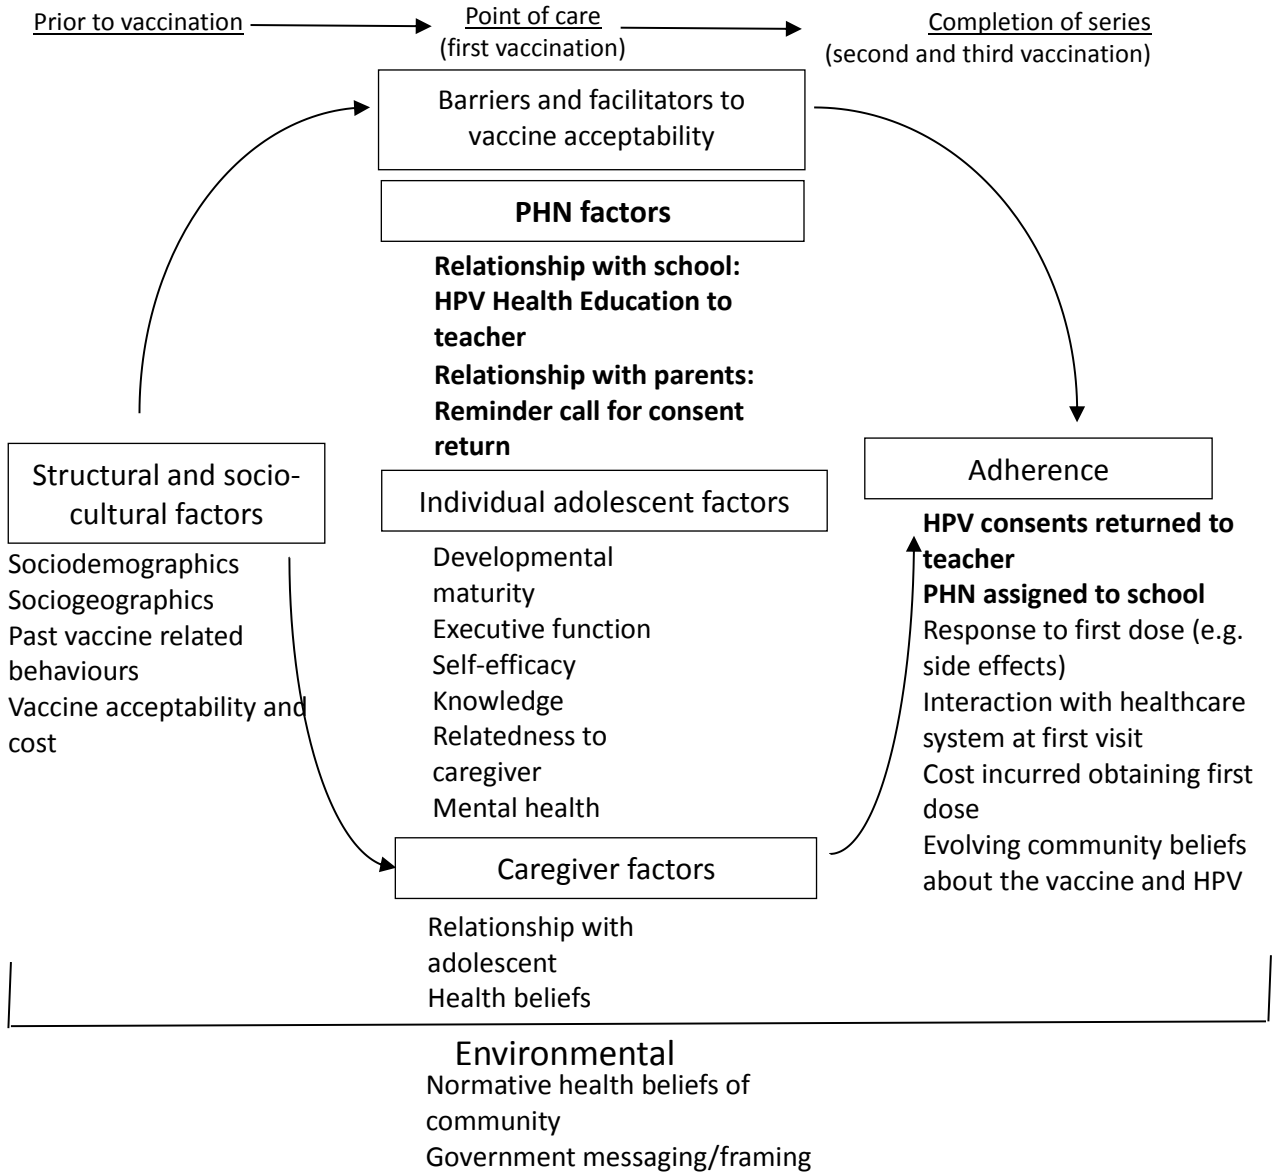 Prior to vaccination
Point of care
(first vaccination)
Completion of series
(second and third vaccination)
Barriers and facilitators to
vaccine acceptability
PHN factors
Relationship with school:
HPV Health Education to
teacher
Relationship with parents:
Reminder call for consent
return
Structural and socio-
cultural factors
Sociodemographics
Sociogeographics
Past vaccine related
behaviours
Vaccine acceptability and
cost
Individual adolescent factors
Developmental
maturity
Executive function
Self-efficacy
Knowledge
Relatedness to
caregiver
Mental health
Caregiver factors
Relationship with
adolescent
Health beliefs
Adherence
HPV consents returned to
teacher
PHN assigned to school
Response to first dose (e.g.
side effects)
Interaction with healthcare
system at first visit
Cost incurred obtaining first
dose
Evolving community beliefs
about the vaccine and HPV
Environmental
Normative health beliefs of
community
Government messaging/framing